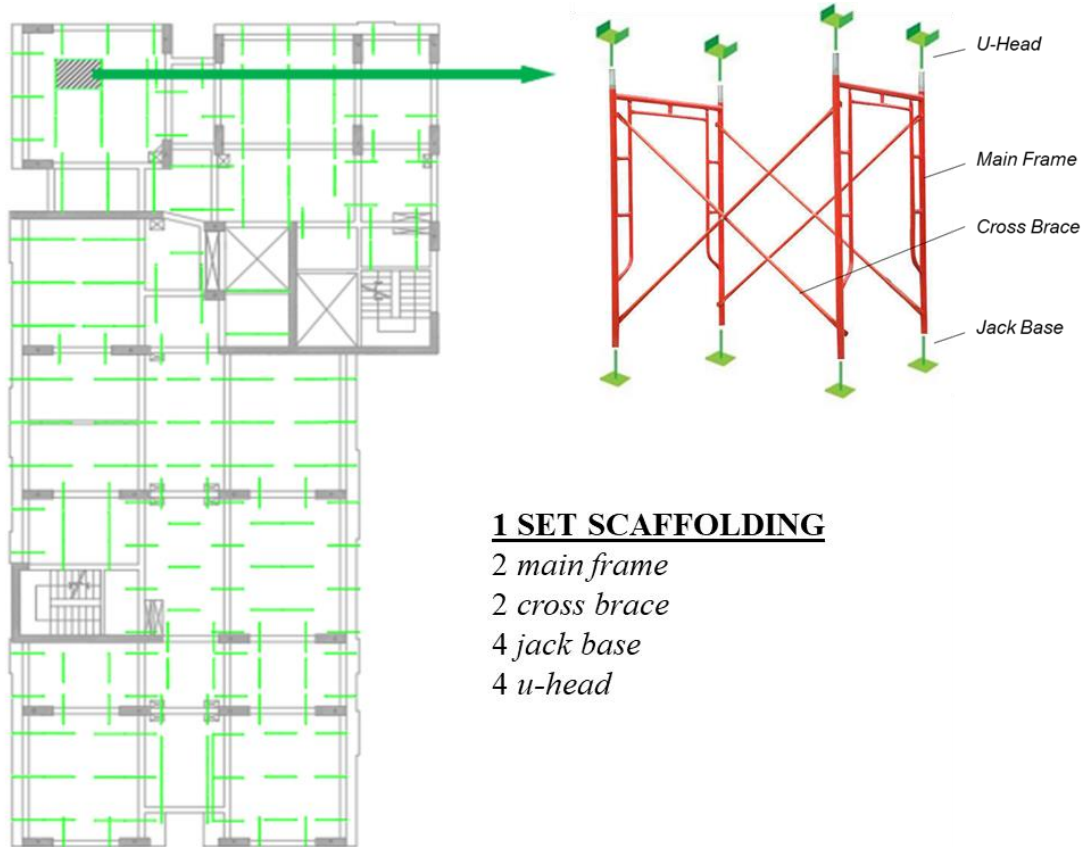 U-Head
Main Frame
Cross Brace
Jack Base
1 SET SCAFFOLDING
2 main frame
2 cross brace
4 jack base
4 u-head